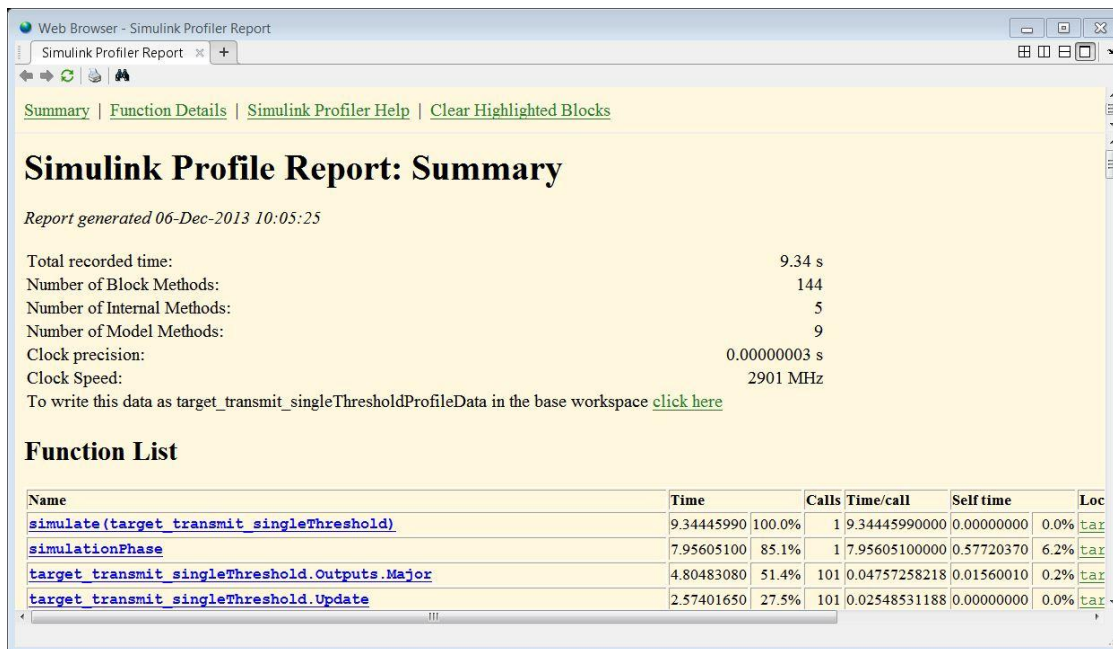 Web Browser - Simulink Profiler Report
Simulink Profiler Report × +
Summary | Function Details | Simulink Profiler Help | Clear Highlighted Blocks
Simulink Profile Report: Summary
Report generated 06-Dec-2013 10:05:25
Total recorded time: 9.34 s
Number of Block Methods: 144
Number of Internal Methods: 5
Number of Model Methods: 9
Clock precision: 0.00000003 s
Clock Speed: 2901 MHz
To write this data as target_transmit_singleThresholdProfileData in the base workspace click here
Function List
Name Time Calls Time/call Self time Loc
simulate(target_transmit_singleThreshold) 9.34445990 100.0% 1 9.34445990000 0.00000000 0.0% tar
simulationPhase 7.95605100 85.1% 1 7.95605100000 0.57720370 6.2% tar
target_transmit_singleThreshold.Outputs.Major 4.80483080 51.4% 101 0.04757258218 0.01560010 0.2% tar
target_transmit_singleThreshold.Update 2.57401650 27.5% 101 0.02548531188 0.00000000 0.0% tar